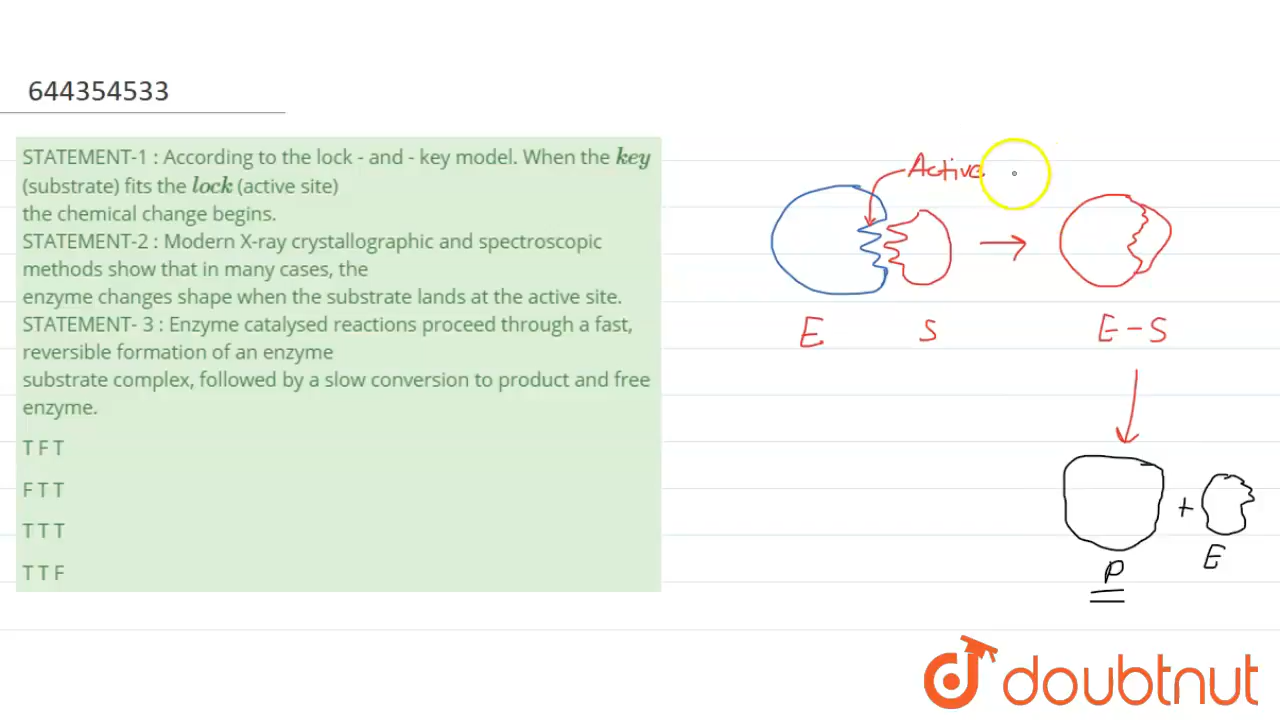 644354533
STATEMENT-1 : According to the lock - and - key model. When the key
(substrate) fits the lock (active site)
the chemical change begins.
STATEMENT-2 : Modern X-ray crystallographic and spectroscopic
methods show that in many cases, the
enzyme changes shape when the substrate lands at the active site.
STATEMENT- 3 : Enzyme catalysed reactions proceed through a fast,
reversible formation of an enzyme
substrate complex, followed by a slow conversion to product and free
enzyme.
T F T
F T T
T T T
T T F
Active
E S E-S
+
P E
doubtnut